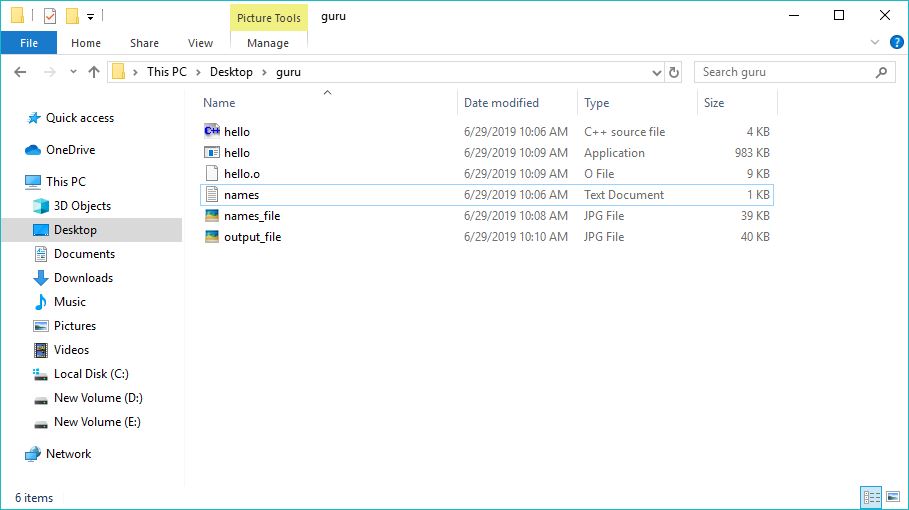 Picture Tools guru
File Home Share View Manage
This PC Desktop guru Search guru
Name Date modified Type Size
Quick access
OneDrive
This PC
3D Objects
Desktop
Documents
Downloads
Music
Pictures
Videos
Local Disk (C:)
New Volume (D:)
New Volume (E:)
Network
C++ hello 6/29/2019 10:06 AM C++ source file 4 KB
hello 6/29/2019 10:09 AM Application 983 KB
hello.o 6/29/2019 10:09 AM O File 9 KB
names 6/29/2019 10:06 AM Text Document 1 KB
names_file 6/29/2019 10:08 AM JPG File 39 KB
output_file 6/29/2019 10:10 AM JPG File 40 KB
6 items